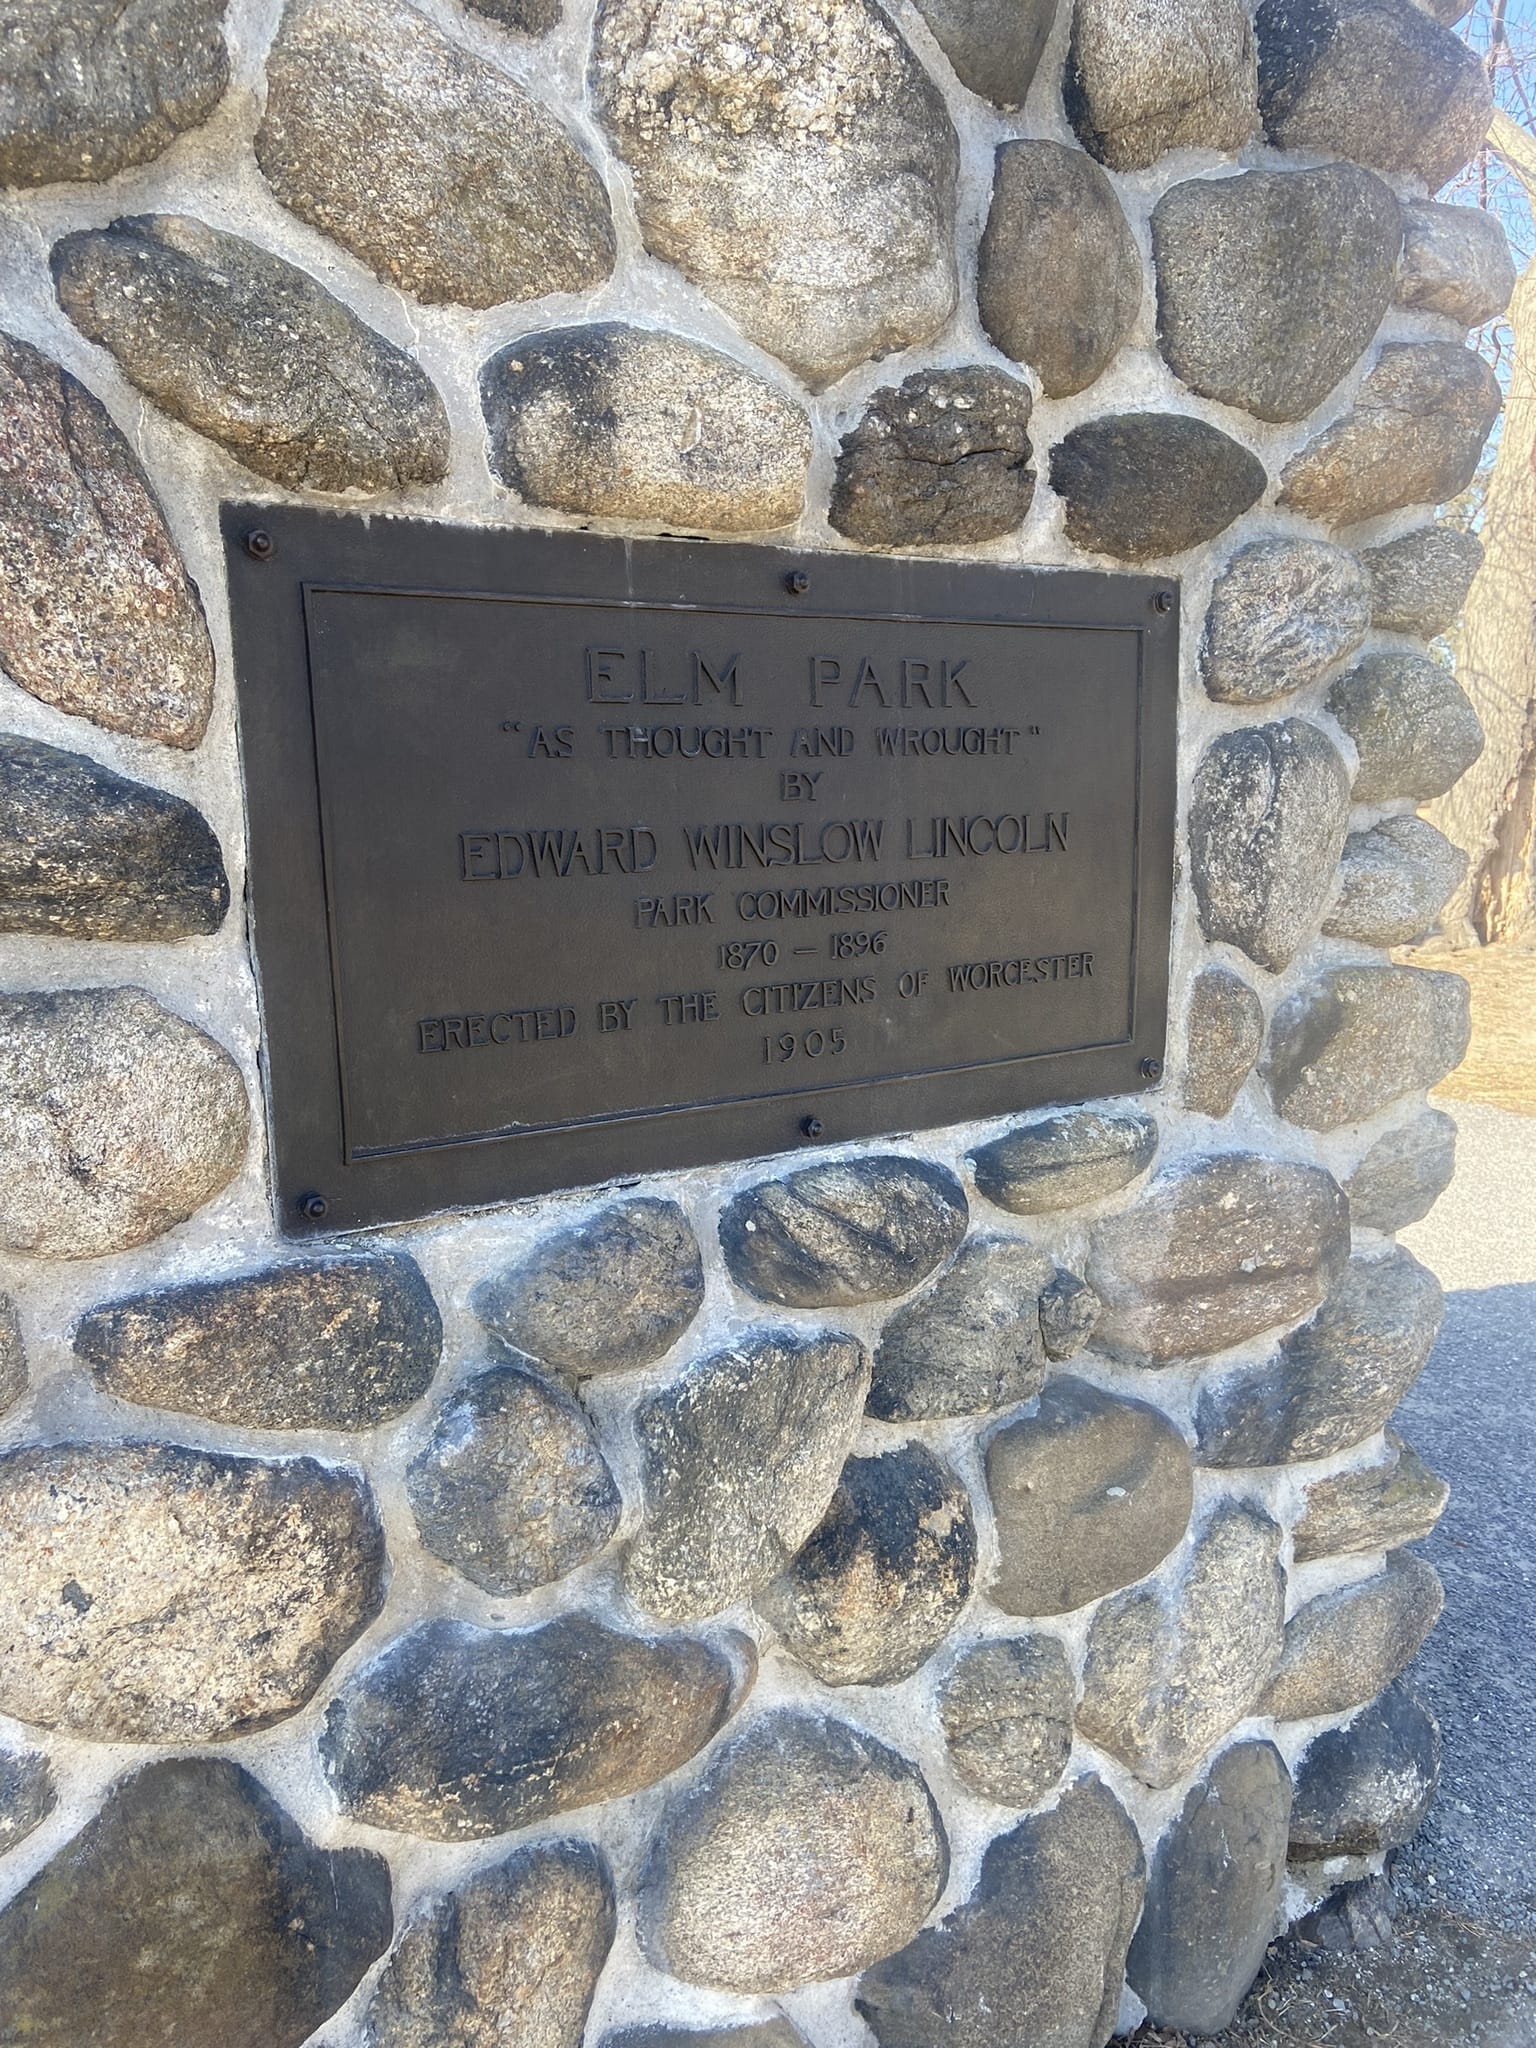 ELM PARK
"AS THOUGHT AND WROUGHT"
BY
EDWARD WINSLOW LINCOLN
PARK COMMISSIONER
1870 — 1896
ERECTED BY THE CITIZENS OF WORCESTER
1905